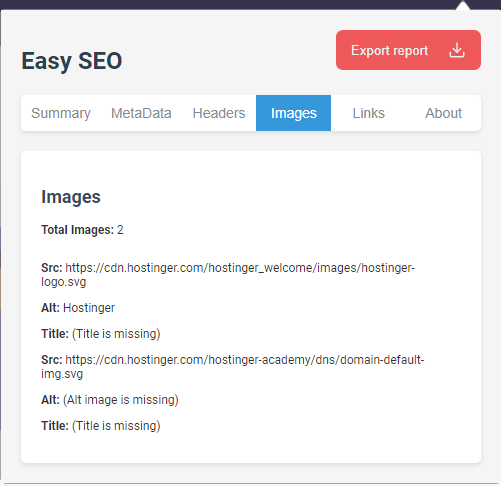 Easy SEO
Export report
Summary MetaData Headers Images Links About
Images
Total Images: 2
Src: https://cdn.hostinger.com/hostinger_welcome/images/hostinger-
logo.svg
Alt: Hostinger
Title: (Title is missing)
Src: https://cdn.hostinger.com/hostinger-academy/dns/domain-default-
img.svg
Alt: (Alt image is missing)
Title: (Title is missing)